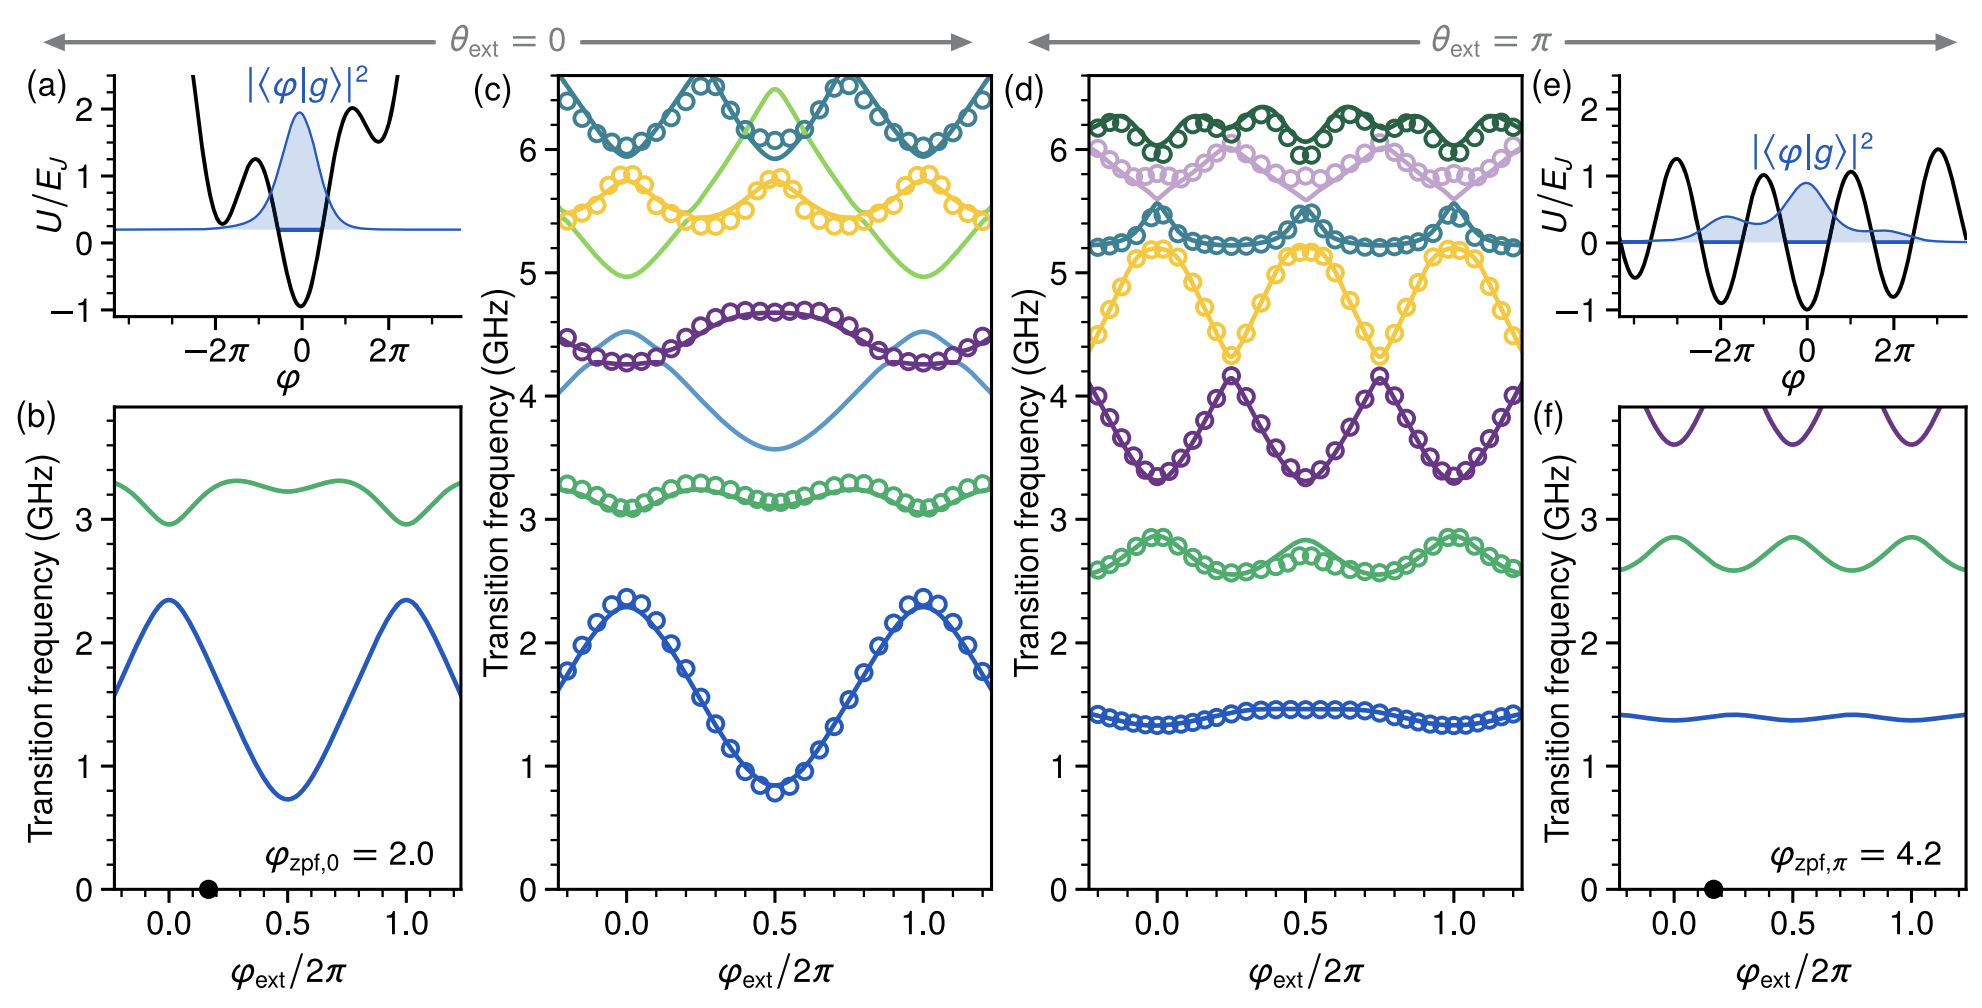 θext = 0
θext = π
(a)
|⟨φ|g⟩|²
U/EJ
2
1
0
−1
−2π
0
2π
φ
(b)
Transition frequency (GHz)
3
2
1
0
φzpf,0 = 2.0
0.0
0.5
1.0
φext/2π
(c)
Transition frequency (GHz)
6
5
4
3
2
1
0
0.0
0.5
1.0
φext/2π
(d)
Transition frequency (GHz)
6
5
4
3
2
1
0
0.0
0.5
1.0
φext/2π
(e)
|⟨φ|g⟩|²
U/EJ
2
1
0
−1
−2π
0
2π
φ
(f)
Transition frequency (GHz)
3
2
1
0
φzpf,π = 4.2
0.0
0.5
1.0
φext/2π